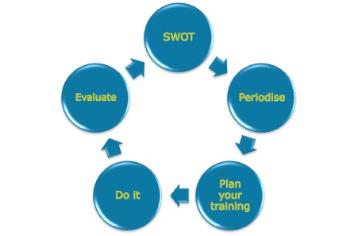 SWOT
Periodise
Plan
your
training
Do it
Evaluate